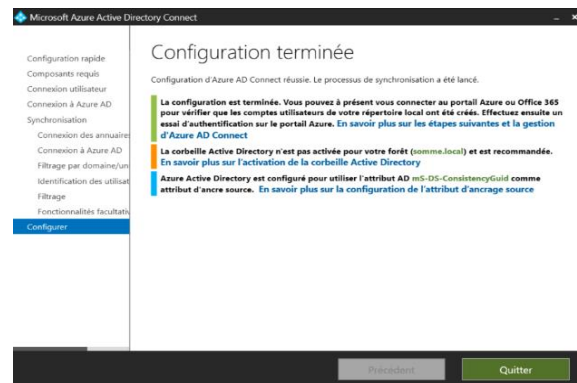 Microsoft Azure Active Directory Connect
Configuration rapide
Composants requis
Connexion utilisateur
Connexion à Azure AD
Synchronisation
Connexion des annuaires
Connexion à Azure AD
Filtrage par domaine/un
Identification des utilisat
Filtrage
Fonctionnalités facultativ
Configurer
Configuration terminée
Configuration d'Azure AD Connect réussie. Le processus de synchronisation a été lancé.
La configuration est terminée. Vous pouvez à présent vous connecter au portail Azure ou Office 365
pour vérifier que les comptes utilisateurs de votre répertoire local ont été créés. Effectuez ensuite un
essai d'authentification sur le portail Azure. En savoir plus sur les étapes suivantes et la gestion
d'Azure AD Connect
La corbeille Active Directory n'est pas activée pour votre forêt (somme.local) et est recommandée.
En savoir plus sur l'activation de la corbeille Active Directory
Azure Active Directory est configuré pour utiliser l'attribut AD mS-DS-ConsistencyGuid comme
attribut d'ancre source. En savoir plus sur la configuration de l'attribut d'ancrage source
Précédent
Quitter